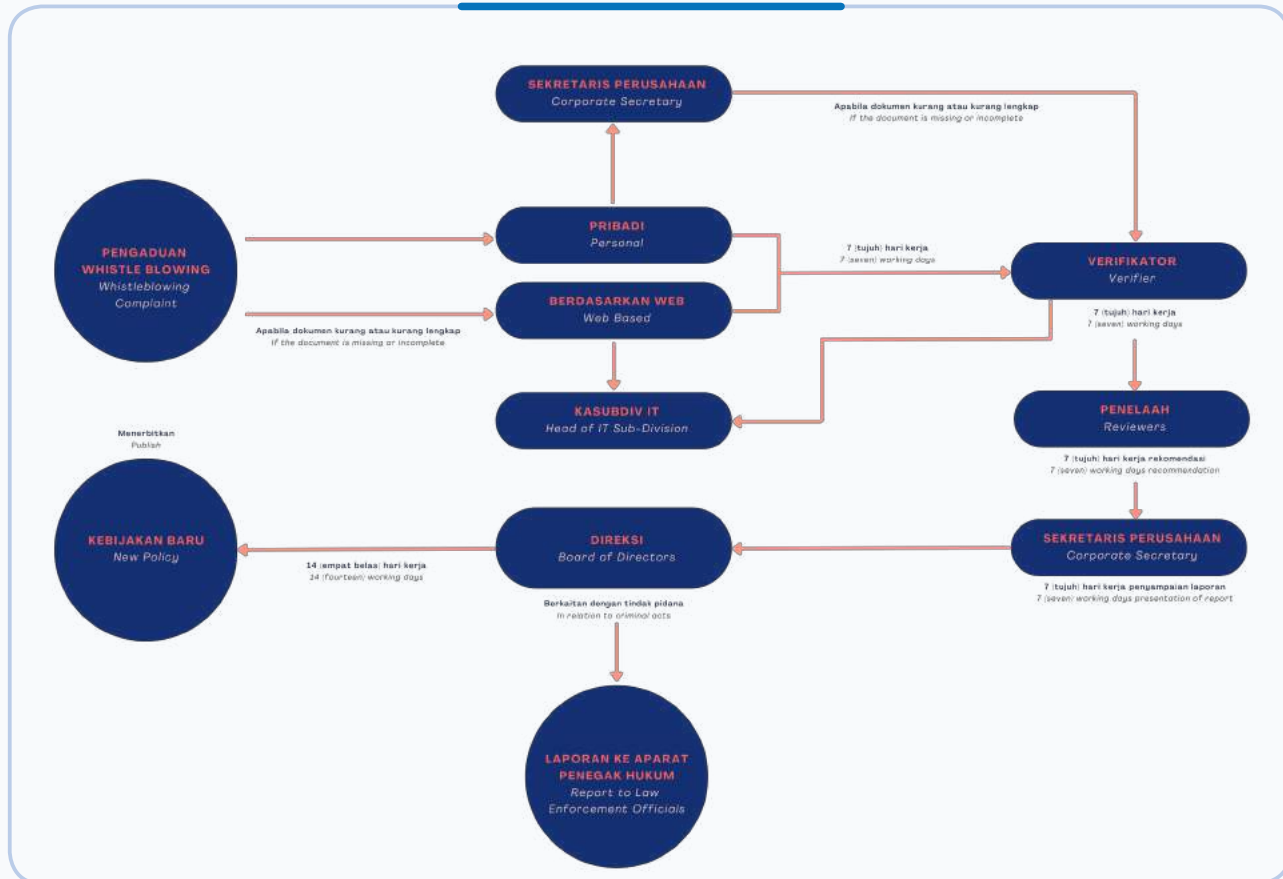 SEKRETARIS PERUSAHAAN
Corporate Secretary
Apabila dokumen kurang atau kurang lengkap
If the document is missing or incomplete
PENGADUAN
WHISTLE BLOWING
Whistleblowing
Complaint
PRIBADI
Personal
7 (tujuh) hari kerja
7 (seven) working days
VERIFIKATOR
Verifier
BERDASARKAN WEB
Web Based
Apabila dokumen kurang atau kurang lengkap
If the document is missing or incomplete
7 (tujuh) hari kerja
7 (seven) working days
KASUBDIV IT
Head of IT Sub-Division
PENELAAH
Reviewers
7 (tujuh) hari kerja rekomendasi
7 (seven) working days recommendation
Menerbitkan
Publish
KEBIJAKAN BARU
New Policy
14 (empat belas) hari kerja
14 (fourteen) working days
DIREKSI
Board of Directors
SEKRETARIS PERUSAHAAN
Corporate Secretary
7 (tujuh) hari kerja penyampaian laporan
7 (seven) working days presentation of report
Berkaitan dengan tindak pidana
In relation to criminal acts
LAPORAN KE APARAT
PENEGAK HUKUM
Report to Law
Enforcement Officials